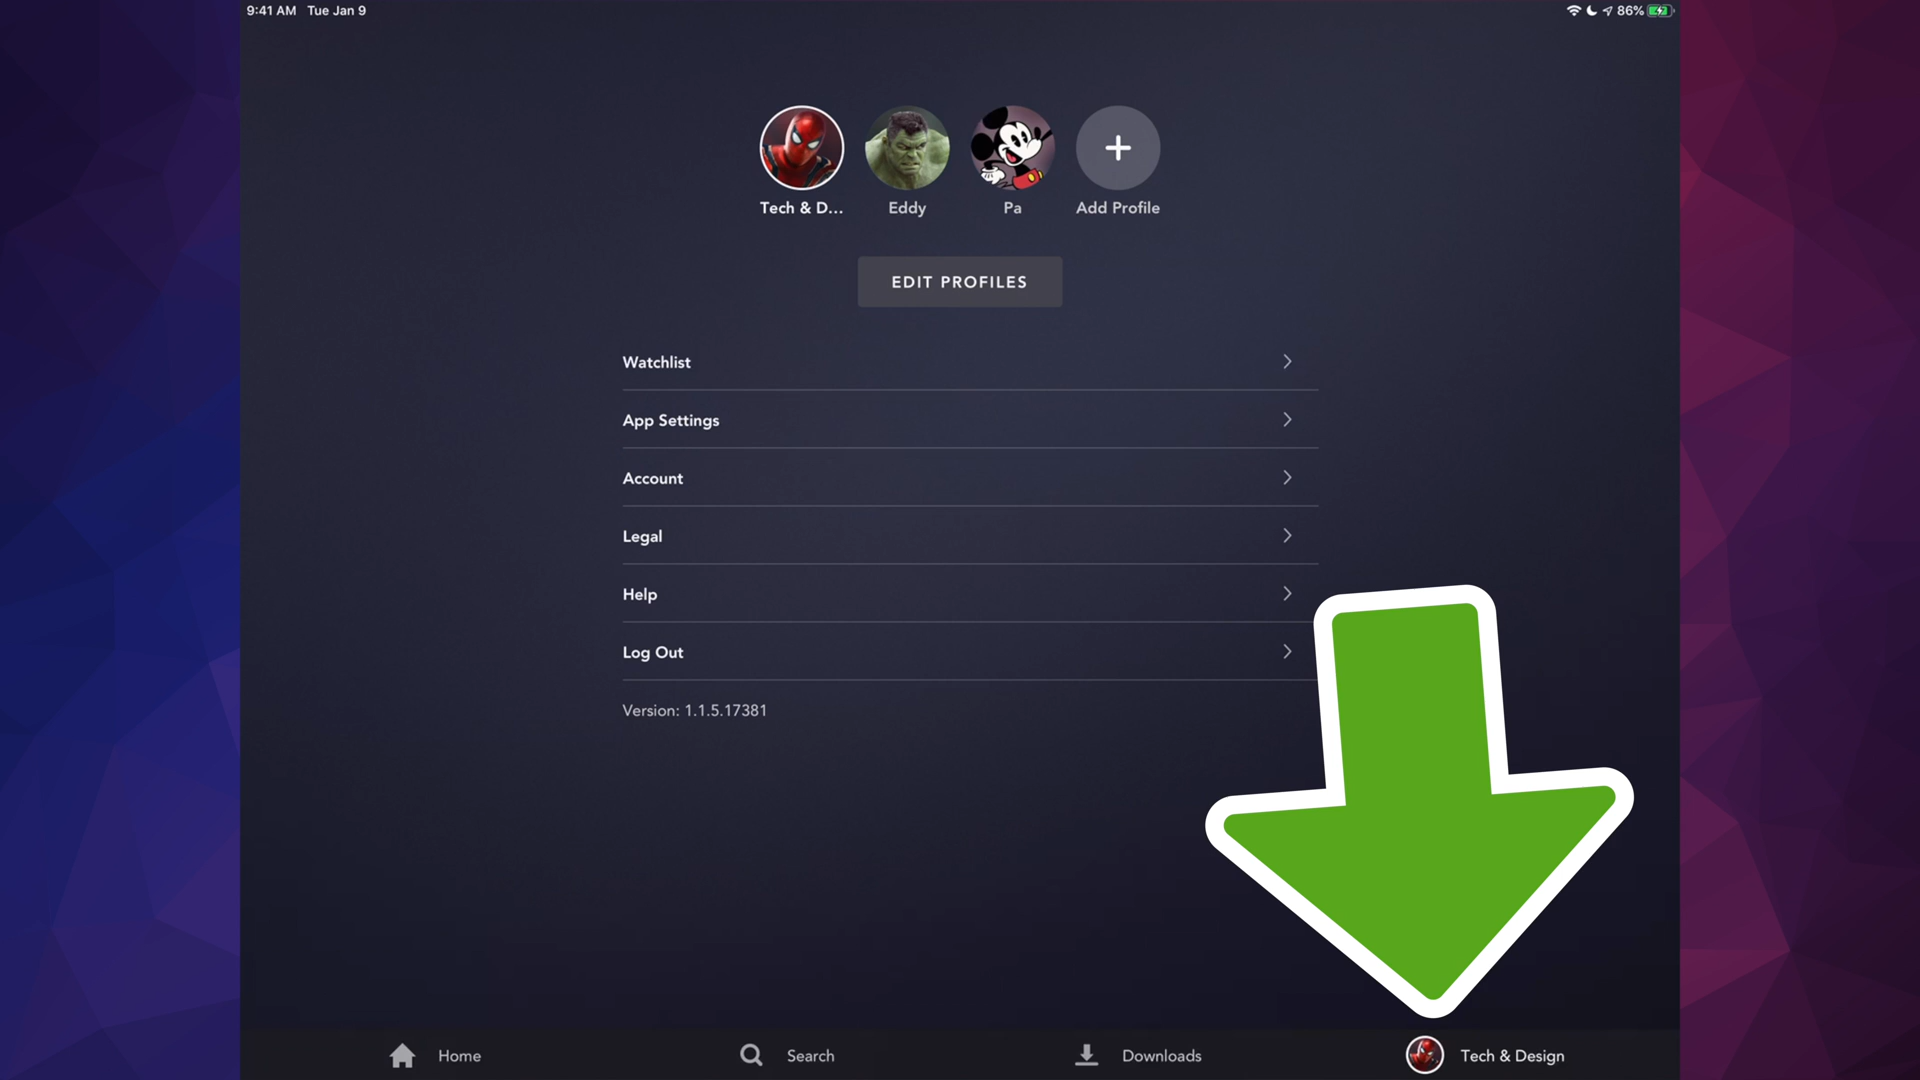 9:41 AM Tue Jan 9
86%
Tech & D...
Eddy
Pa
Add Profile
EDIT PROFILES
Watchlist
App Settings
Account
Legal
Help
Log Out
Version: 1.1.5.17381
Home
Search
Downloads
Tech & Design